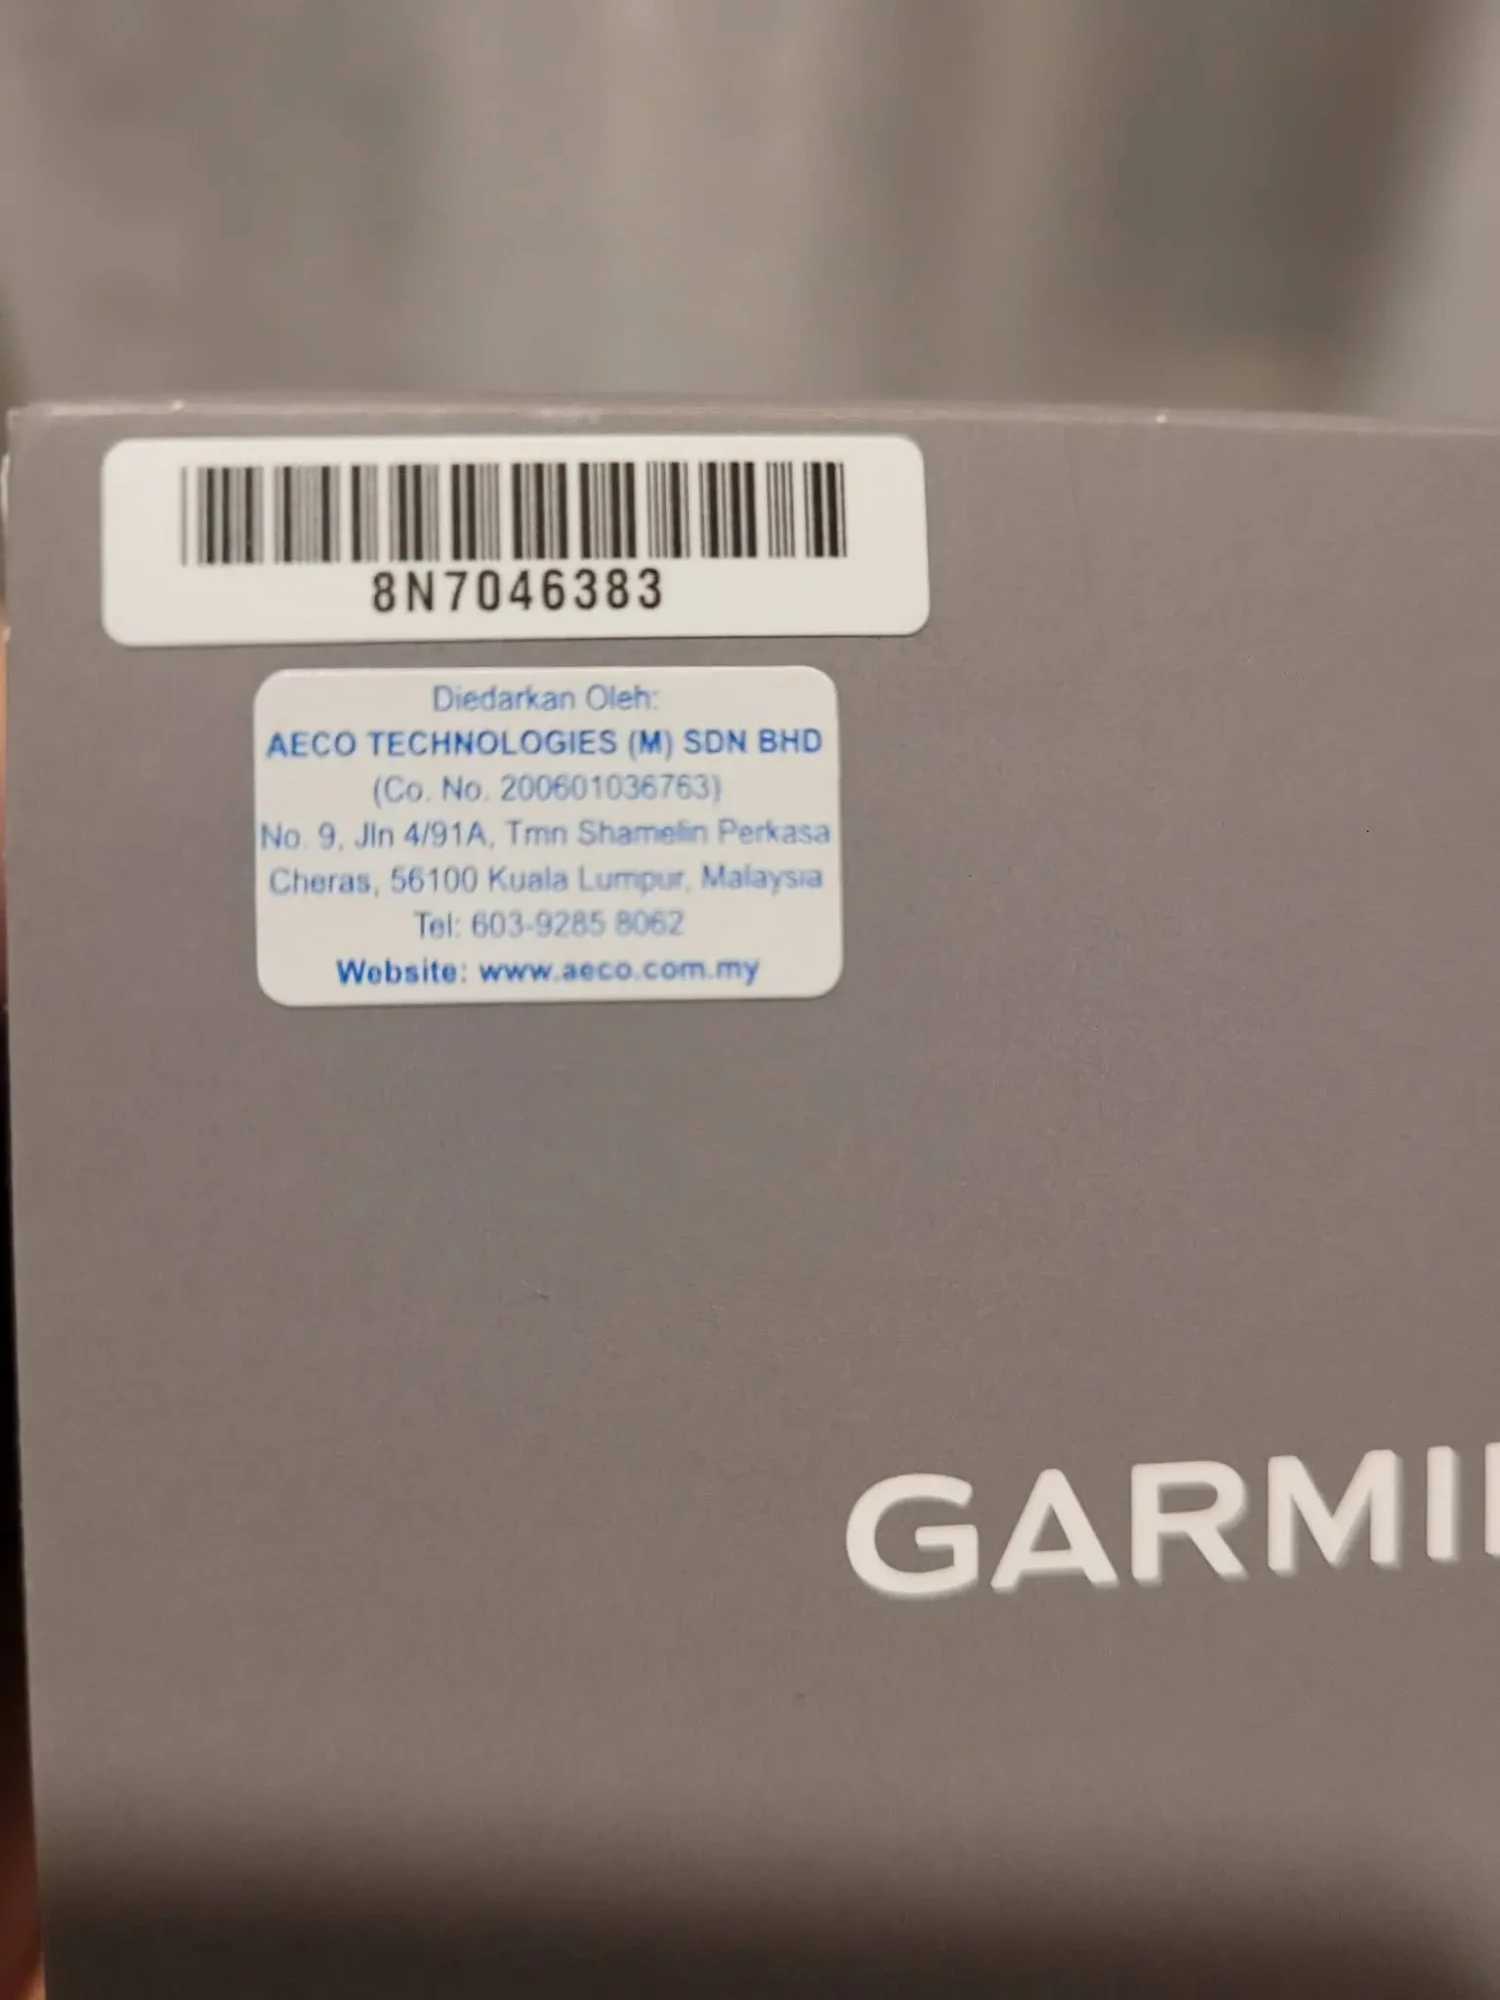 8N7046383
Diedarkan Oleh:
AECO TECHNOLOGIES (M) SDN BHD
(Co. No. 200601036763)
No. 9, Jln 4/91A, Tmn Shamelin Perkasa
Cheras, 56100 Kuala Lumpur, Malaysia
Tel: 603-9285 8062
Website: www.aeco.com.my
GARMI